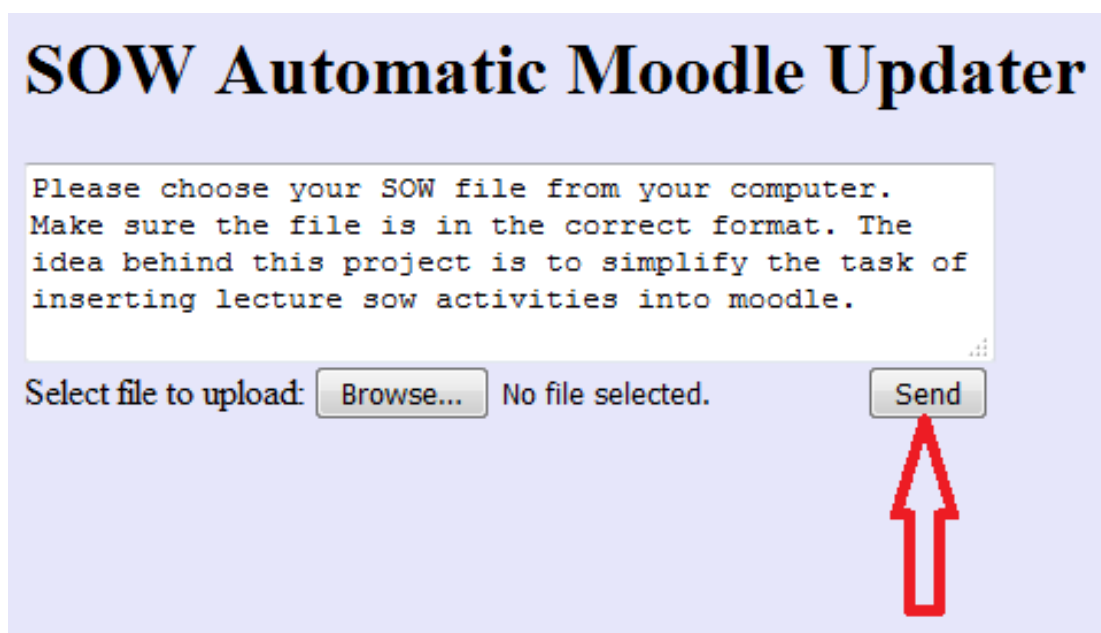 SOW Automatic Moodle Updater
Please choose your SOW file from your computer.
Make sure the file is in the correct format. The
idea behind this project is to simplify the task of
inserting lecture sow activities into moodle.
Select file to upload: Browse... No file selected. Send